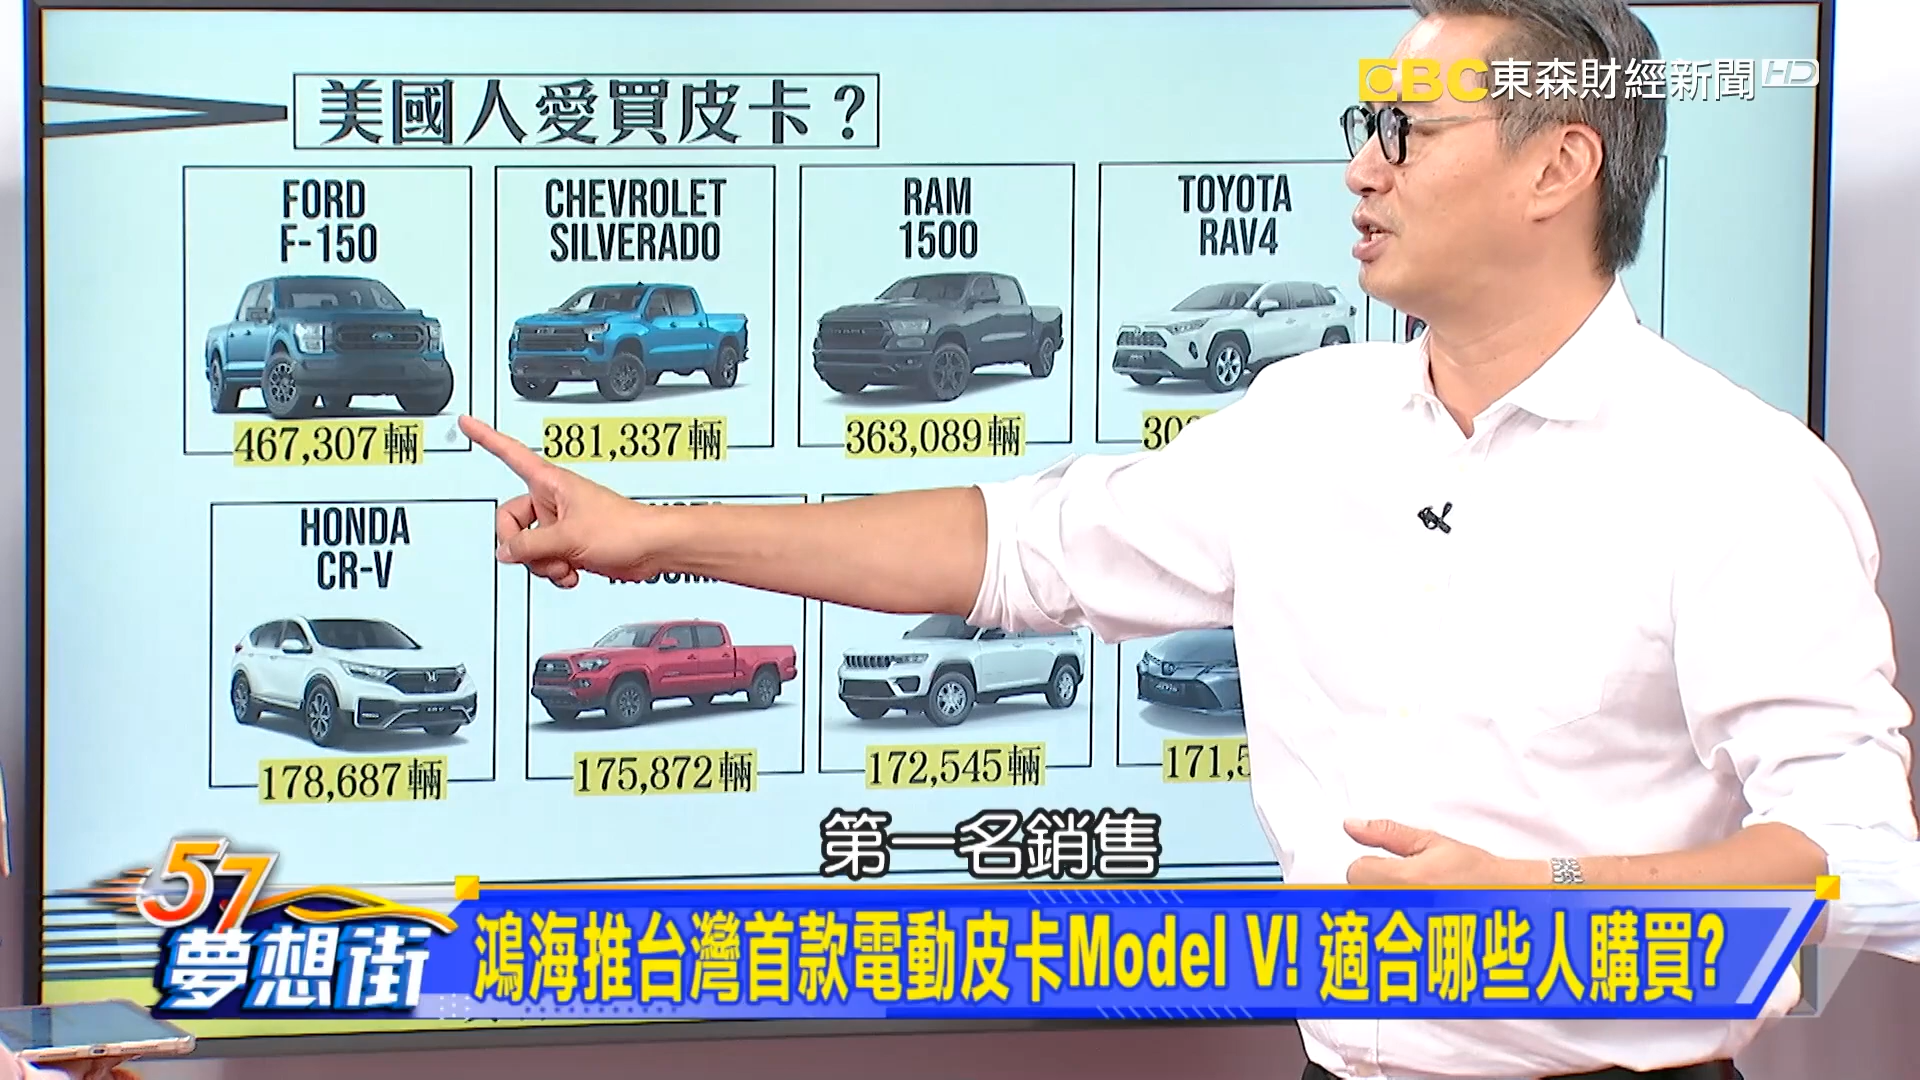 EBC東森財經新聞HD
美國人愛買皮卡？
FORD
F-150
467,307輛
CHEVROLET
SILVERADO
381,337輛
RAM
1500
363,089輛
TOYOTA
RAV4
HONDA
CR-V
178,687輛
175,872輛
172,545輛
第一名銷售
57夢想街
鴻海推台灣首款電動皮卡Model V! 適合哪些人購買?